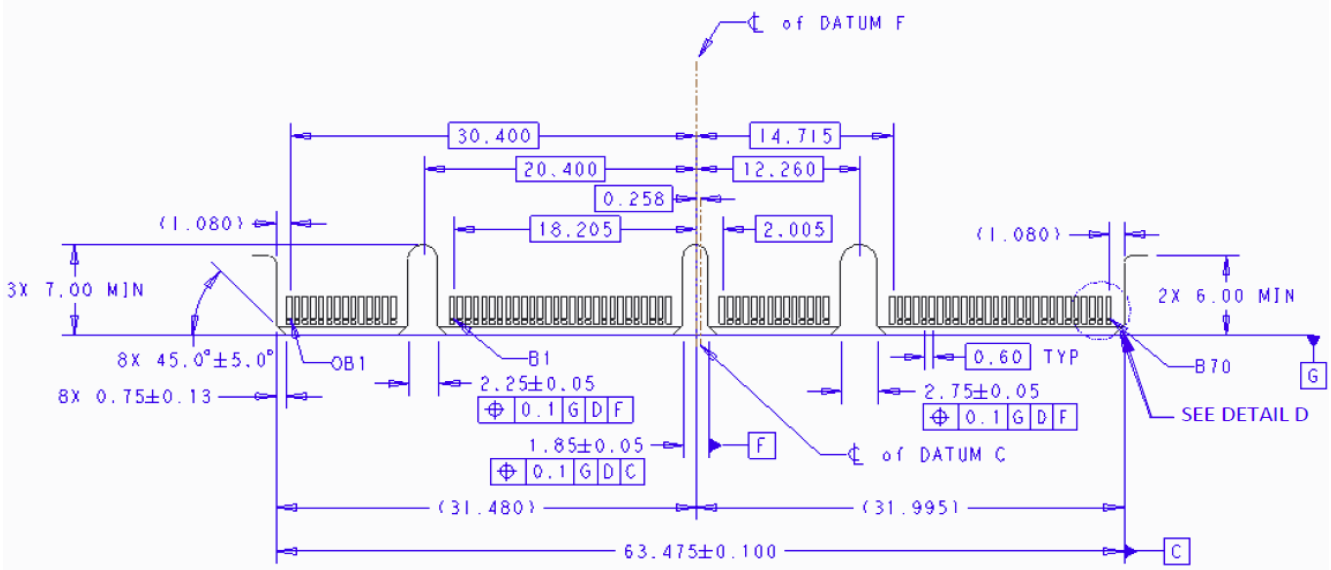 ℄ of DATUM F
30.400
14.715
20.400
12.260
0.258
(1.080)
18.205
2.005
(1.080)
3X 7.00 MIN
2X 6.00 MIN
8X 45.0°±5.0°
OB1
B1
0.60 TYP
B70
G
8X 0.75±0.13
2.25±0.05
⌖ 0.1 G D F
2.75±0.05
⌖ 0.1 G D F
SEE DETAIL D
1.85±0.05
F
⌖ 0.1 G D C
℄ of DATUM C
(31.480)
(31.995)
63.475±0.100
C